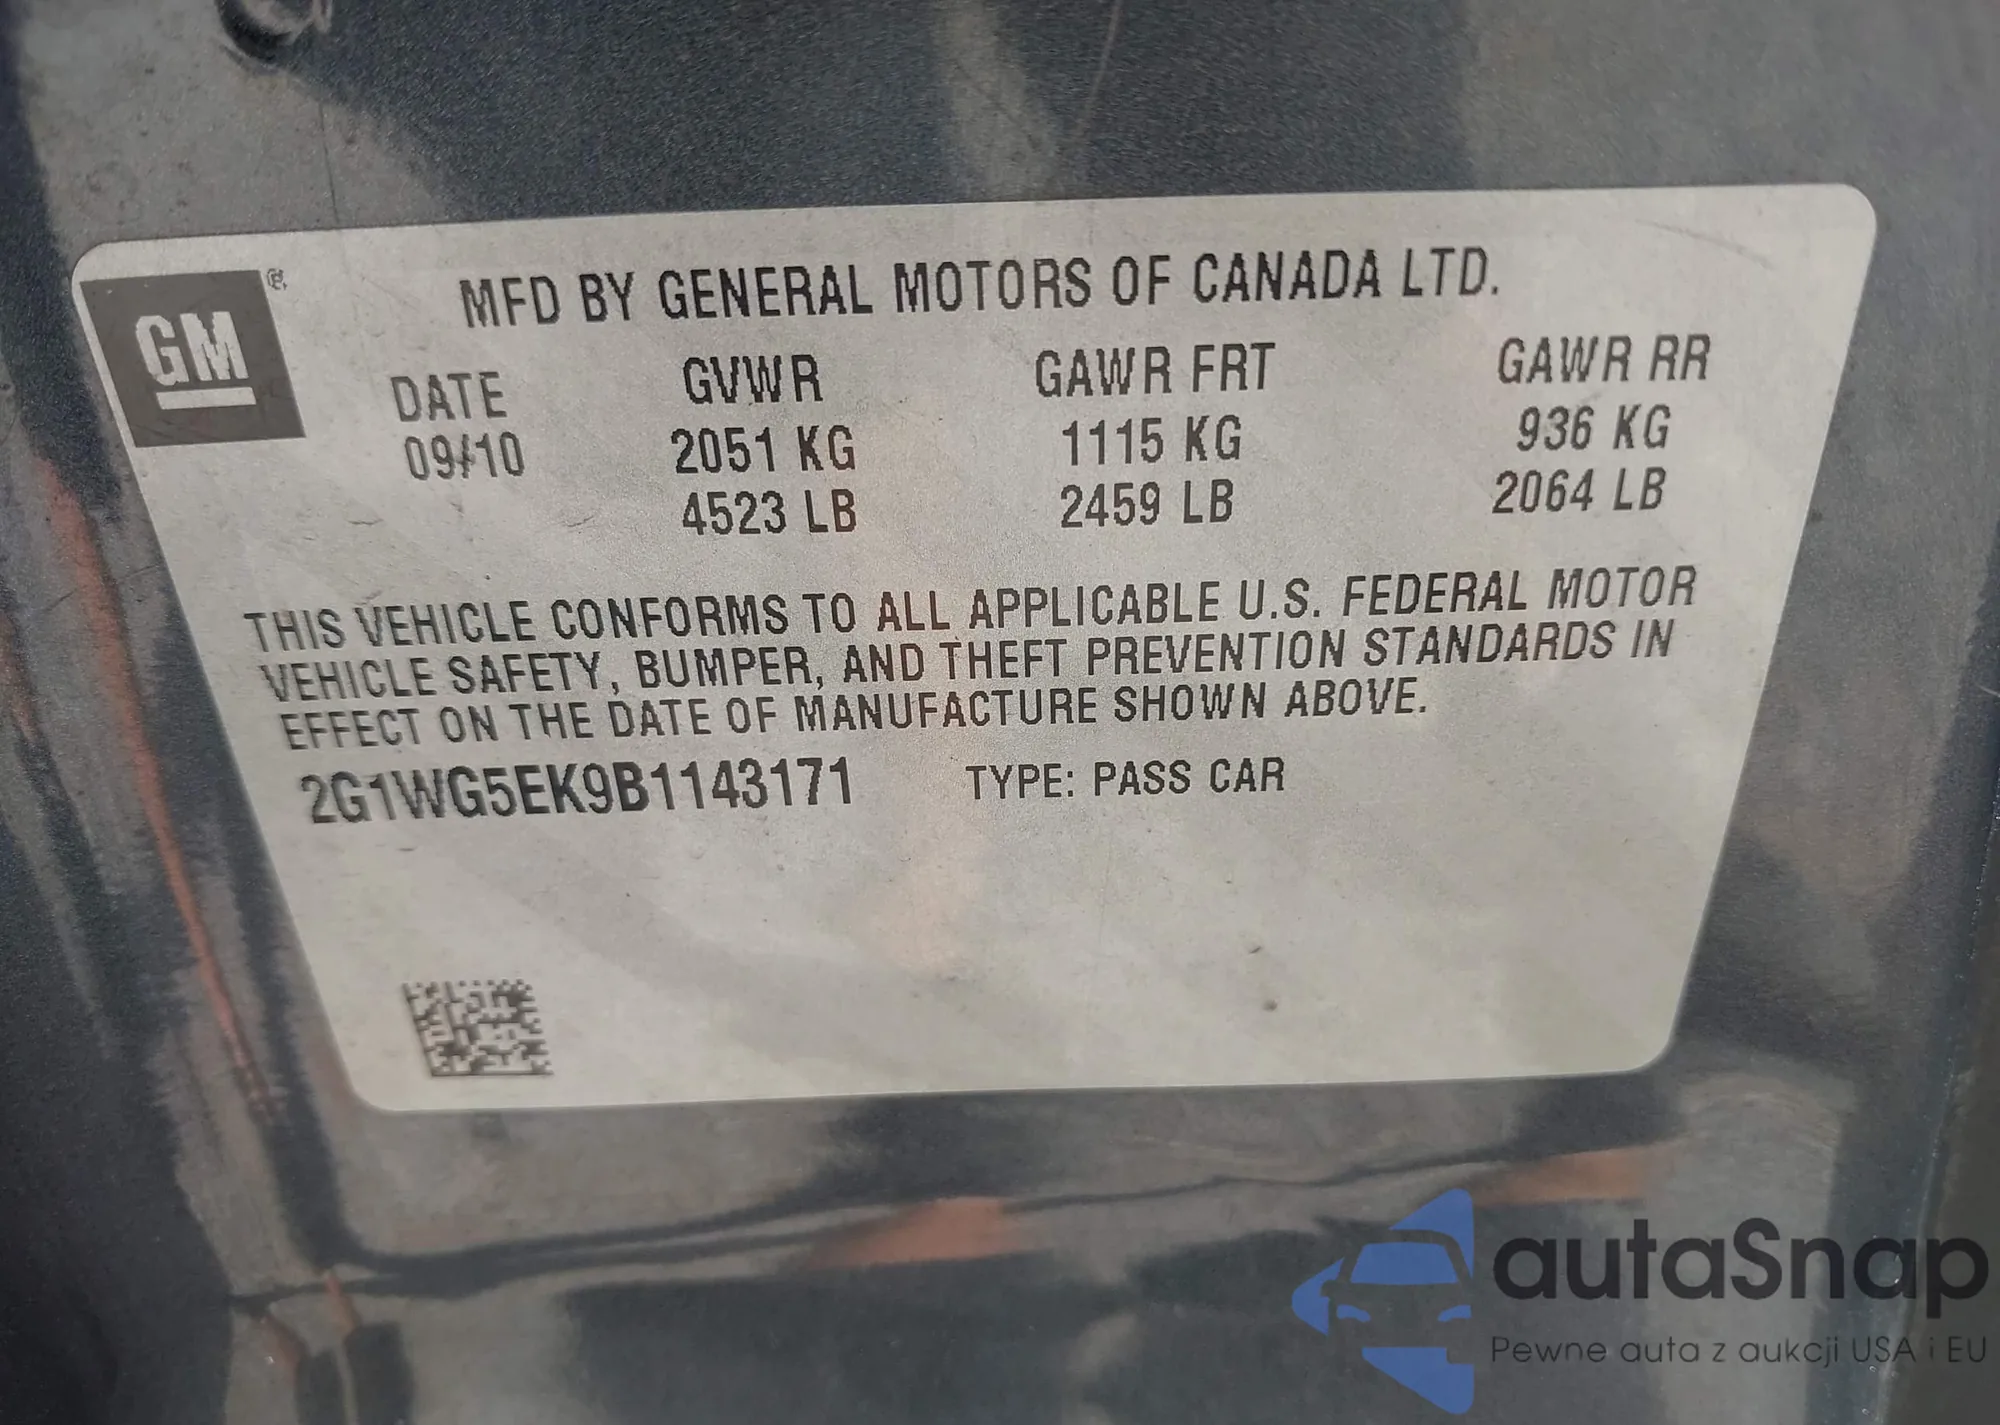 GM
MFD BY GENERAL MOTORS OF CANADA LTD.
DATE GVWR GAWR FRT GAWR RR
09/10 2051 KG 1115 KG 936 KG
4523 LB 2459 LB 2064 LB
THIS VEHICLE CONFORMS TO ALL APPLICABLE U.S. FEDERAL MOTOR
VEHICLE SAFETY, BUMPER, AND THEFT PREVENTION STANDARDS IN
EFFECT ON THE DATE OF MANUFACTURE SHOWN ABOVE.
2G1WG5EK9B1143171 TYPE: PASS CAR
autaSnap
Pewne auta z aukcji USA i EU